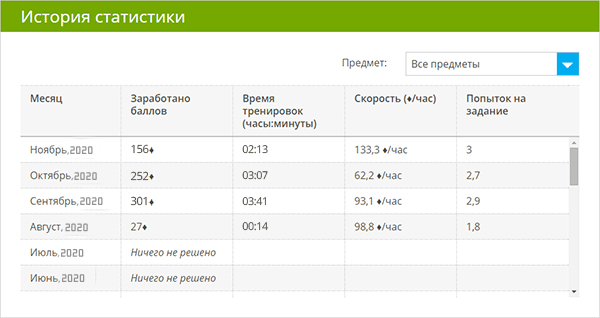 История статистики
Предмет: Все предметы
Месяц Заработано баллов Время тренировок (часы:минуты) Скорость (♦/час) Попыток на задание
Ноябрь,2020 156♦ 02:13 133,3 ♦/час 3
Октябрь,2020 252♦ 03:07 62,2 ♦/час 2,7
Сентябрь,2020 301♦ 03:41 93,1 ♦/час 2,9
Август,2020 27♦ 00:14 98,8 ♦/час 1,8
Июль,2020 Ничего не решено
Июнь,2020 Ничего не решено